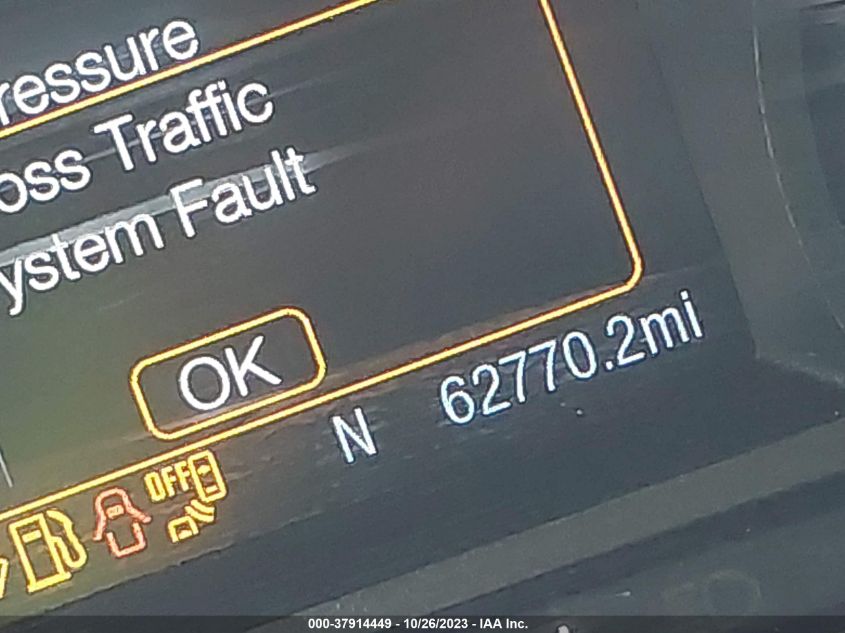 ressure
oss Traffic
ystem Fault
OK
N 62770.2mi
OFF
000-37914449 - 10/26/2023 - IAA Inc.